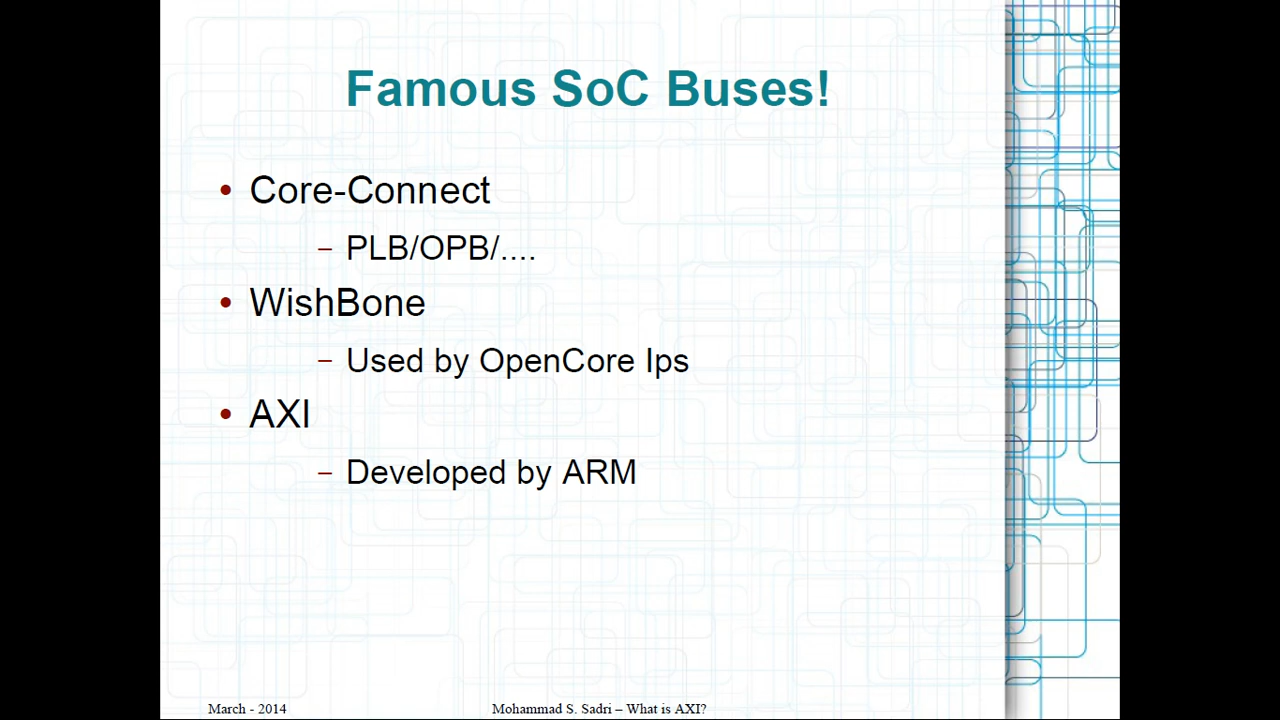 Famous SoC Buses!
• Core-Connect
– PLB/OPB/....
• WishBone
– Used by OpenCore Ips
• AXI
– Developed by ARM
March - 2014
Mohammad S. Sadri – What is AXI?